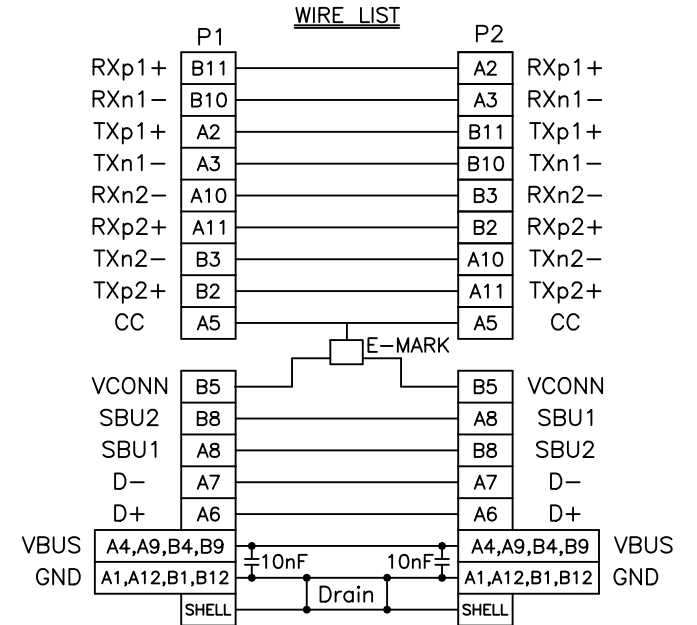 WIRE LIST
P1 P2
RXp1+ B11 A2 RXp1+
RXn1- B10 A3 RXn1-
TXp1+ A2 B11 TXp1+
TXn1- A3 B10 TXn1-
RXn2- A10 B3 RXn2-
RXp2+ A11 B2 RXp2+
TXn2- B3 A10 TXn2-
TXp2+ B2 A11 TXp2+
CC A5 A5 CC
E-MARK
VCONN B5 B5 VCONN
SBU2 B8 A8 SBU1
SBU1 A8 B8 SBU2
D- A7 A7 D-
D+ A6 A6 D+
VBUS A4,A9,B4,B9 A4,A9,B4,B9 VBUS
10nF 10nF
GND A1,A12,B1,B12 A1,A12,B1,B12 GND
Drain
SHELL SHELL